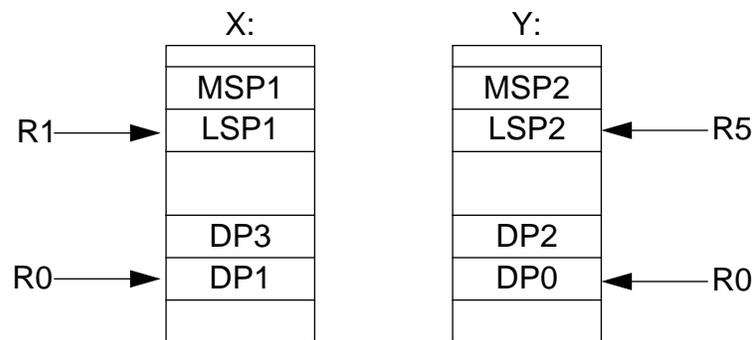 X: Y:
MSP1 MSP2
R1 LSP1 LSP2 R5
DP3 DP2
R0 DP1 DP0 R0